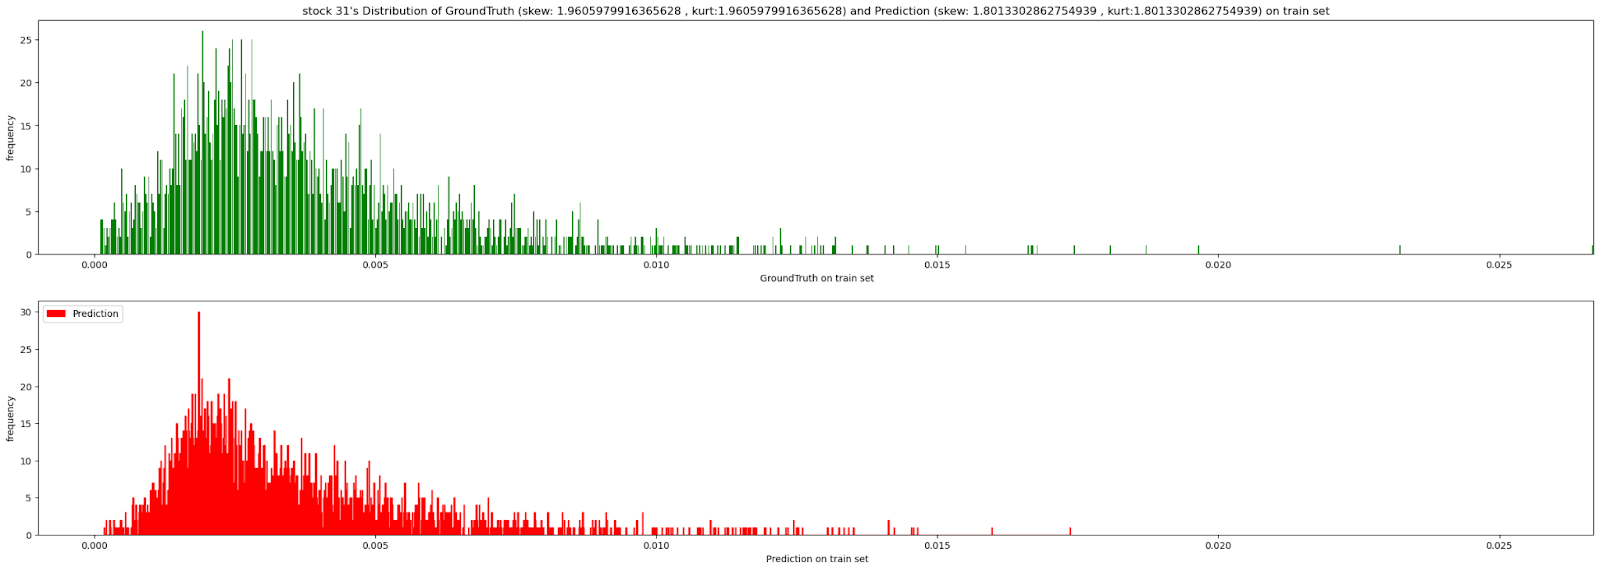 stock 31's Distribution of GroundTruth (skew: 1.9605979916365628 , kurt:1.9605979916365628) and Prediction (skew: 1.8013302862754939 , kurt:1.8013302862754939) on train set
25
20
15
10
5
0
frequency
0.000 0.005 0.010 0.015 0.020 0.025
GroundTruth on train set
Prediction
30
25
20
15
10
5
0
frequency
0.000 0.005 0.010 0.015 0.020 0.025
Prediction on train set